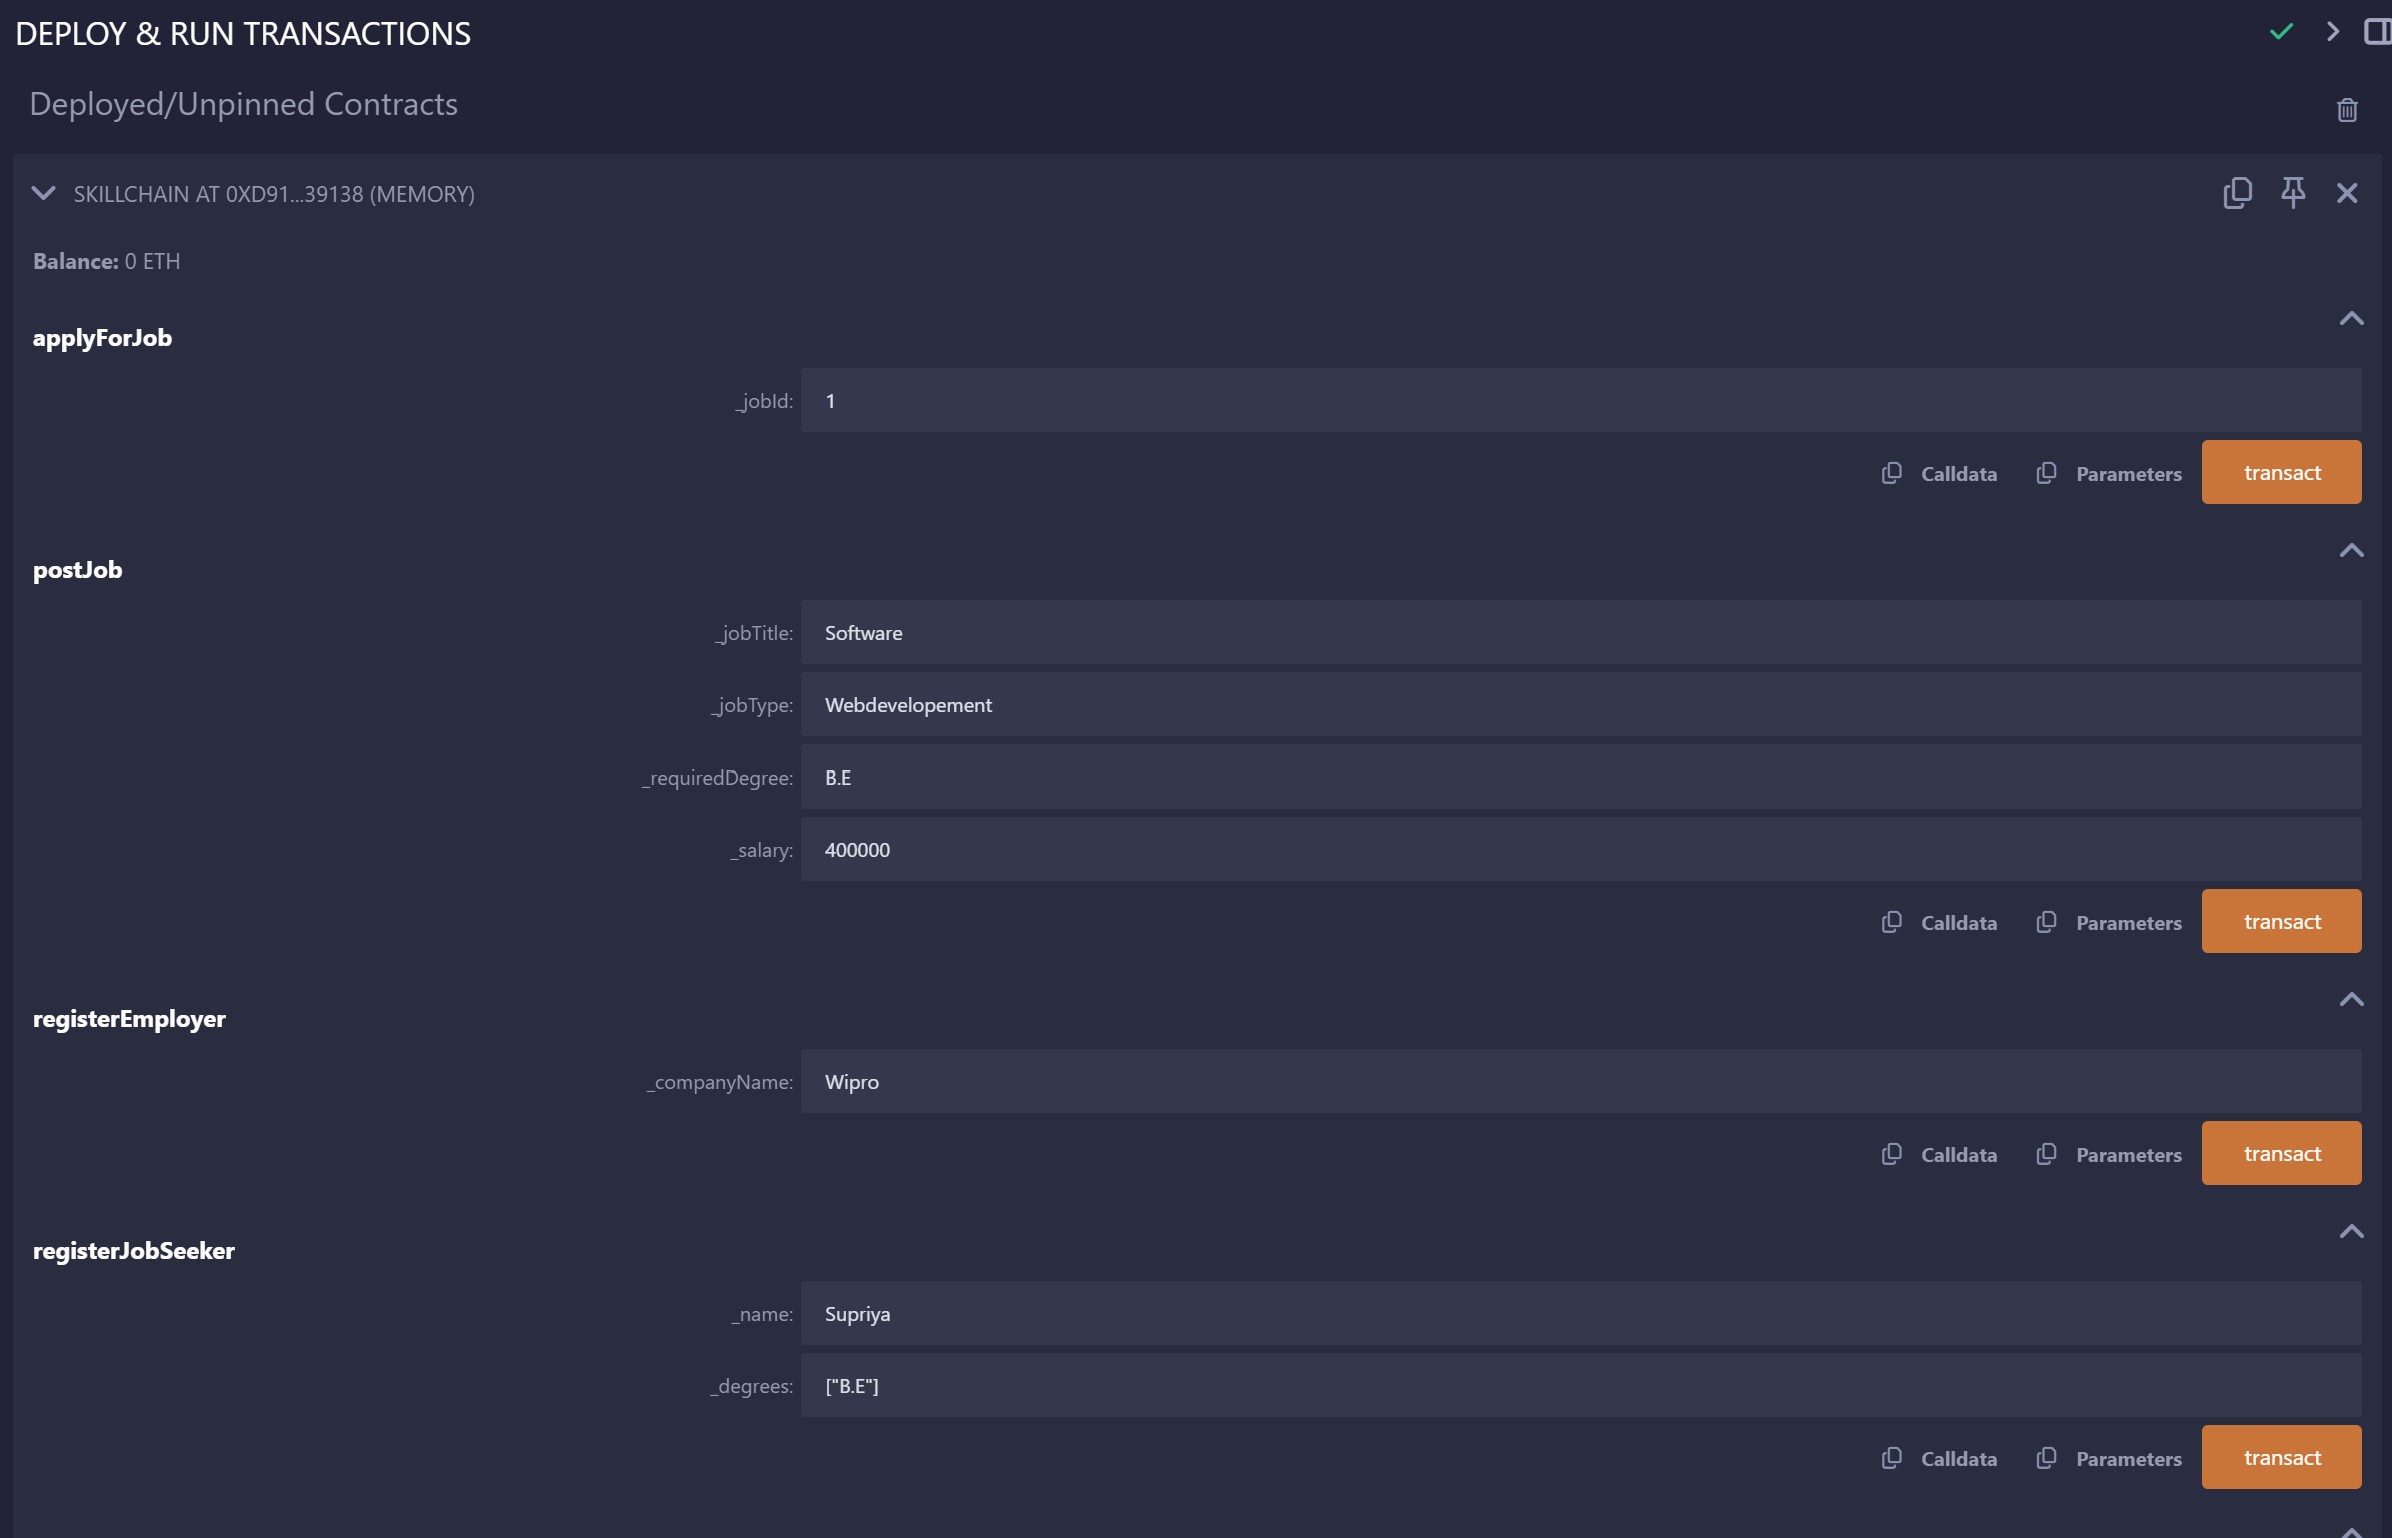 DEPLOY & RUN TRANSACTIONS
Deployed/Unpinned Contracts
SKILLCHAIN AT 0XD91...39138 (MEMORY)
Balance: 0 ETH
applyForJob
_jobId: 1
Calldata Parameters transact
postJob
_jobTitle: Software
_jobType: Webdevelopement
_requiredDegree: B.E
_salary: 400000
Calldata Parameters transact
registerEmployer
_companyName: Wipro
Calldata Parameters transact
registerJobSeeker
_name: Supriya
_degrees: ["B.E"]
Calldata Parameters transact